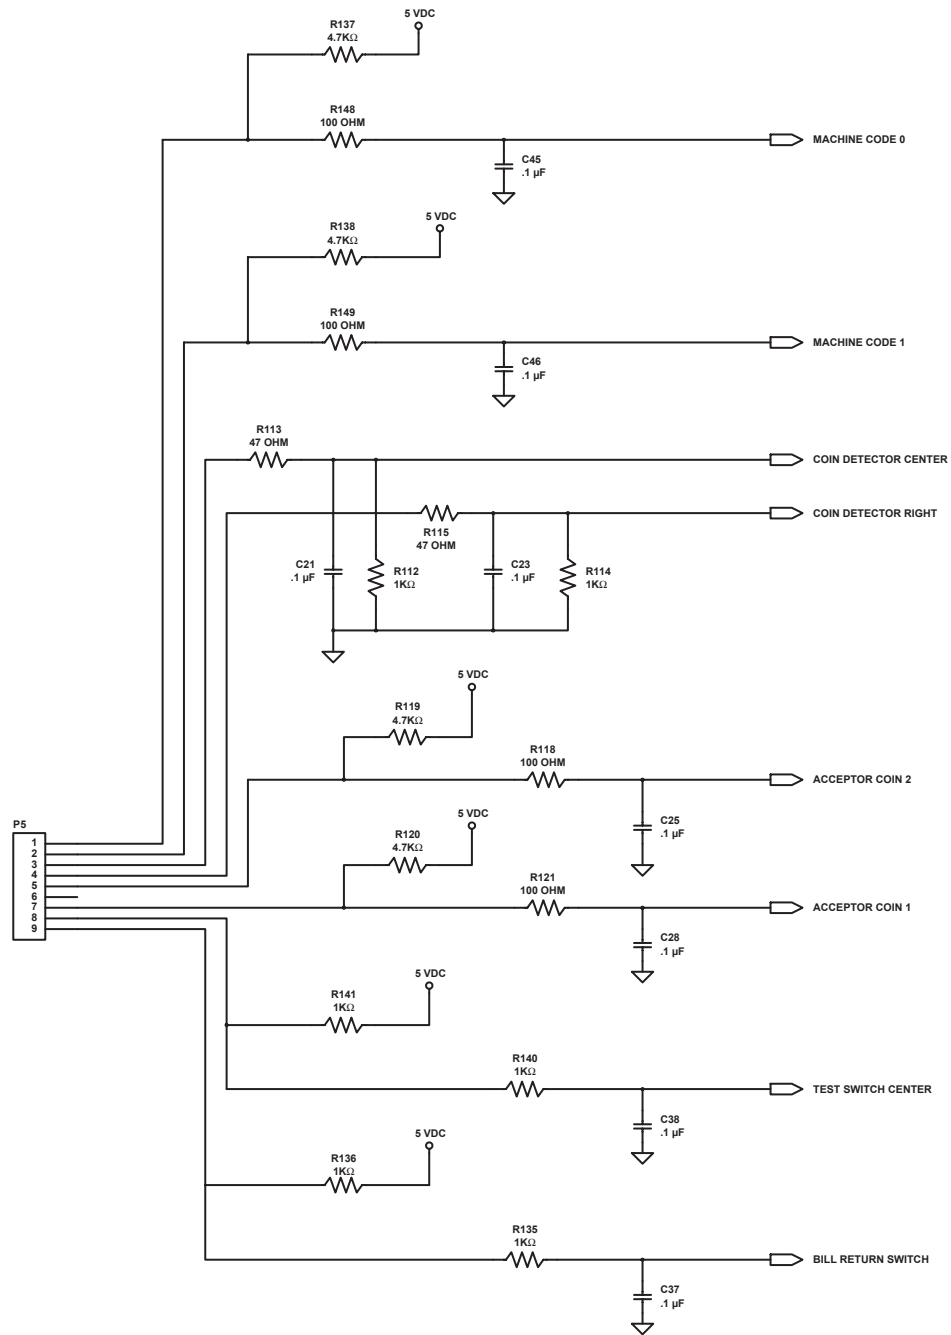 5 VDC
R137
4.7KΩ
R148
100 OHM
MACHINE CODE 0
C45
.1 µF
5 VDC
R138
4.7KΩ
R149
100 OHM
MACHINE CODE 1
C46
.1 µF
R113
47 OHM
COIN DETECTOR CENTER
COIN DETECTOR RIGHT
R115
47 OHM
C21
.1 µF
R112
1KΩ
C23
.1 µF
R114
1KΩ
5 VDC
R119
4.7KΩ
R118
100 OHM
ACCEPTOR COIN 2
C25
.1 µF
5 VDC
R120
4.7KΩ
R121
100 OHM
ACCEPTOR COIN 1
C28
.1 µF
P5
1
2
3
4
5
6
7
8
9
5 VDC
R141
1KΩ
R140
1KΩ
TEST SWITCH CENTER
C38
.1 µF
5 VDC
R136
1KΩ
R135
1KΩ
BILL RETURN SWITCH
C37
.1 µF